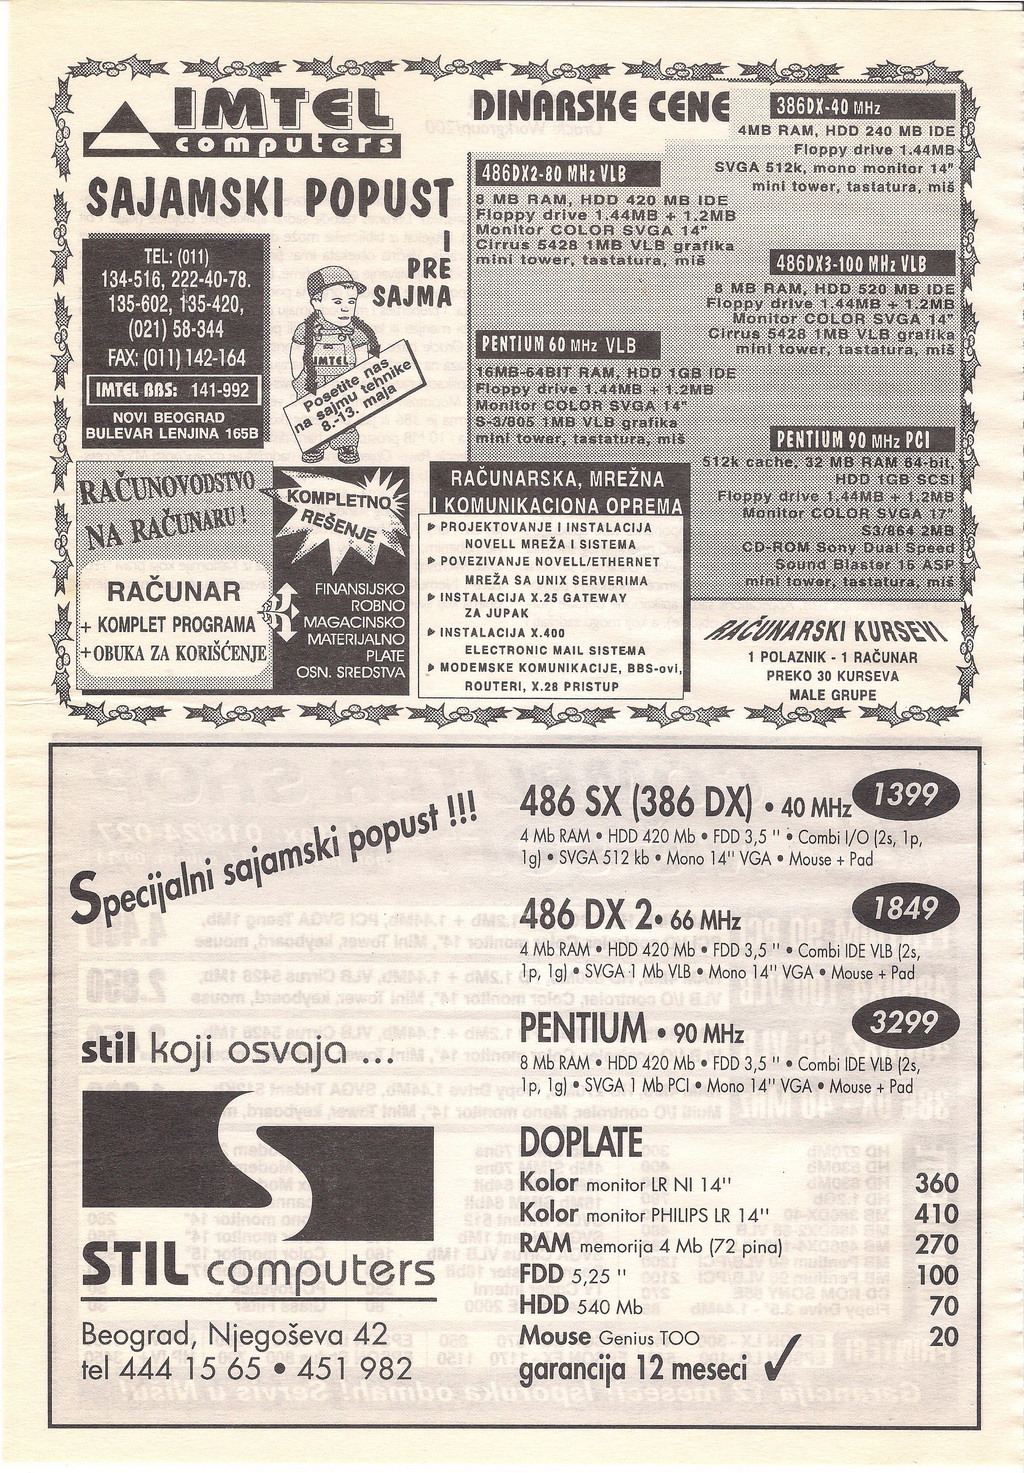 IMTEL
computers
SAJAMSKI POPUST
I
PRE
SAJMA
TEL: (011)
134-516, 222-40-78.
135-602, 135-420,
(021) 58-344
FAX: (011) 142-164
IMTEL BBS: 141-992
NOVI BEOGRAD
BULEVAR LENJINA 165B
IMTEL
Posetite nas
na sajmu tehnike
8.-13. maja
DINARSKE CENE
386DX-40 MHz
4MB RAM, HDD 240 MB IDE
Floppy drive 1.44MB
SVGA 512k, mono monitor 14"
mini tower, tastatura, miš
486DX2-80 MHz VLB
8 MB RAM, HDD 420 MB IDE
Floppy drive 1.44MB + 1.2MB
Monitor COLOR SVGA 14"
Cirrus 5428 1MB VLB grafika
mini tower, tastatura, miš
486DX3-100 MHz VLB
8 MB RAM, HDD 520 MB IDE
Floppy drive 1.44MB + 1.2MB
Monitor COLOR SVGA 14"
Cirrus 5428 1MB VLB grafika
mini tower, tastatura, miš
PENTIUM 60 MHz VLB
16MB-64BIT RAM, HDD 1GB IDE
Floppy drive 1.44MB + 1.2MB
Monitor COLOR SVGA 14"
S-3/805 1MB VLB grafika
mini tower, tastatura, miš
PENTIUM 90 MHz PCI
512k cache, 32 MB RAM 64-bit,
HDD 1GB SCSI
Floppy drive 1.44MB + 1.2MB
Monitor COLOR SVGA 17"
S3/864 2MB
CD-ROM Sony Dual Speed
Sound Blaster 16 ASP
mini tower, tastatura, miš
RAČUNOVODSTVO
NA RAČUNARU!
RAČUNAR
+ KOMPLET PROGRAMA
+OBUKA ZA KORIŠĆENJE
KOMPLETNO
REŠENJE
FINANSIJSKO
ROBNO
MAGACINSKO
MATERIJALNO
PLATE
OSN. SREDSTVA
RAČUNARSKA, MREŽNA
I KOMUNIKACIONA OPREMA
PROJEKTOVANJE I INSTALACIJA
NOVELL MREŽA I SISTEMA
POVEZIVANJE NOVELL/ETHERNET
MREŽA SA UNIX SERVERIMA
INSTALACIJA X.25 GATEWAY
ZA JUPAK
INSTALACIJA X.400
ELECTRONIC MAIL SISTEMA
MODEMSKE KOMUNIKACIJE, BBS-ovi,
ROUTERI, X.28 PRISTUP
RAČUNARSKI KURSEVI
1 POLAZNIK - 1 RAČUNAR
PREKO 30 KURSEVA
MALE GRUPE
Specijalni sajamski popust !!!
stil koji osvaja ...
STIL computers
Beograd, Njegoševa 42
tel 444 15 65 • 451 982
486 SX (386 DX) • 40 MHz 1399
4 Mb RAM • HDD 420 Mb • FDD 3,5 " • Combi I/O (2s, 1p,
1g) • SVGA 512 kb • Mono 14" VGA • Mouse + Pad
486 DX 2 • 66 MHz 1849
4 Mb RAM • HDD 420 Mb • FDD 3,5 " • Combi IDE VLB (2s,
1p, 1g) • SVGA 1 Mb VLB • Mono 14" VGA • Mouse + Pad
PENTIUM • 90 MHz 3299
8 Mb RAM • HDD 420 Mb • FDD 3,5 " • Combi IDE VLB (2s,
1p, 1g) • SVGA 1 Mb PCI • Mono 14" VGA • Mouse + Pad
DOPLATE
Kolor monitor LR NI 14" 360
Kolor monitor PHILIPS LR 14" 410
RAM memorija 4 Mb (72 pina) 270
FDD 5,25 " 100
HDD 540 Mb 70
Mouse Genius TOO 20
garancija 12 meseci ✓